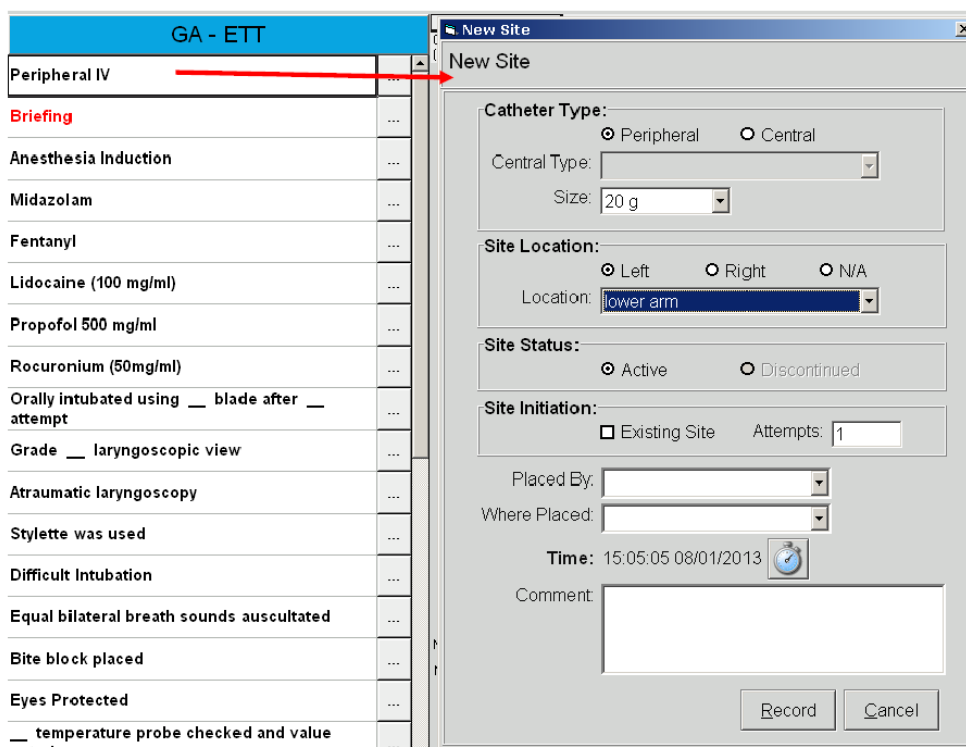 GA - ETT
Peripheral IV ...
Briefing ...
Anesthesia Induction ...
Midazolam ...
Fentanyl ...
Lidocaine (100 mg/ml) ...
Propofol 500 mg/ml ...
Rocuronium (50mg/ml) ...
Orally intubated using __ blade after __
attempt ...
Grade __ laryngoscopic view ...
Atraumatic laryngoscopy ...
Stylette was used ...
Difficult Intubation ...
Equal bilateral breath sounds auscultated ...
Bite block placed ...
Eyes Protected ...
__ temperature probe checked and value
New Site
New Site
Catheter Type:
Peripheral Central
Central Type:
Size: 20 g
Site Location:
Left Right N/A
Location: lower arm
Site Status:
Active Discontinued
Site Initiation:
Existing Site Attempts: 1
Placed By:
Where Placed:
Time: 15:05:05 08/01/2013
Comment:
Record Cancel